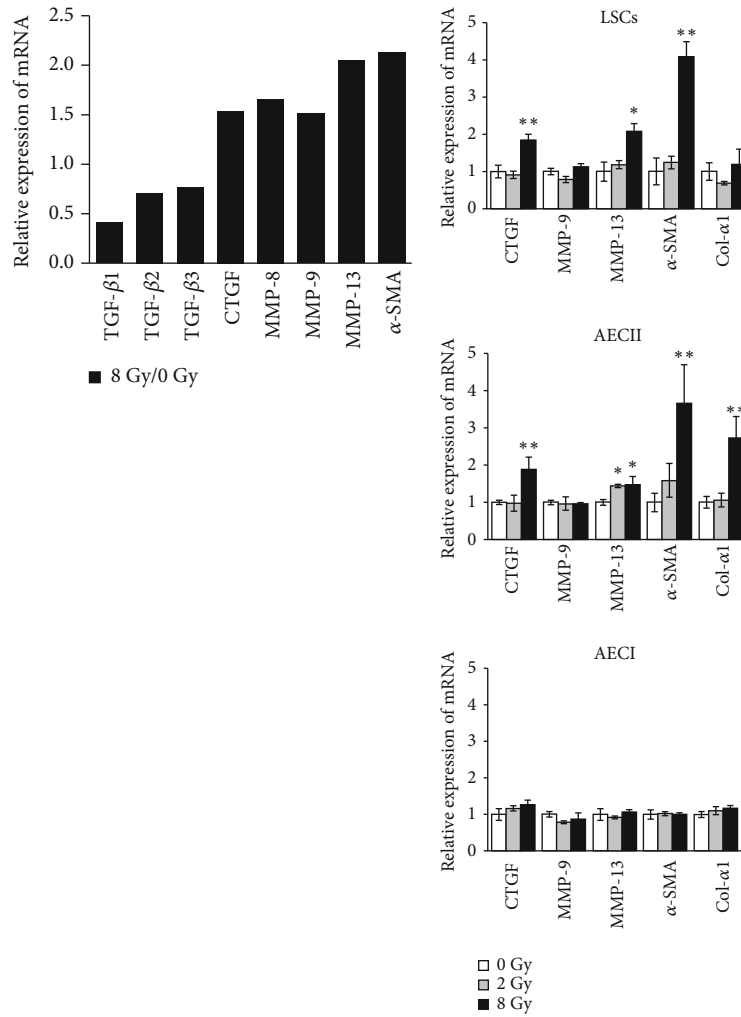 Relative expression of mRNA
2.5
2.0
1.5
1.0
0.5
0.0
TGF-β1
TGF-β2
TGF-β3
CTGF
MMP-8
MMP-9
MMP-13
α-SMA
8 Gy/0 Gy
LSCs
Relative expression of mRNA
5
4
3
2
1
0
**
*
**
CTGF
MMP-9
MMP-13
α-SMA
Col-α1
AECII
Relative expression of mRNA
5
4
3
2
1
0
**
*
*
**
**
CTGF
MMP-9
MMP-13
α-SMA
Col-α1
AECI
Relative expression of mRNA
5
4
3
2
1
0
CTGF
MMP-9
MMP-13
α-SMA
Col-α1
0 Gy
2 Gy
8 Gy